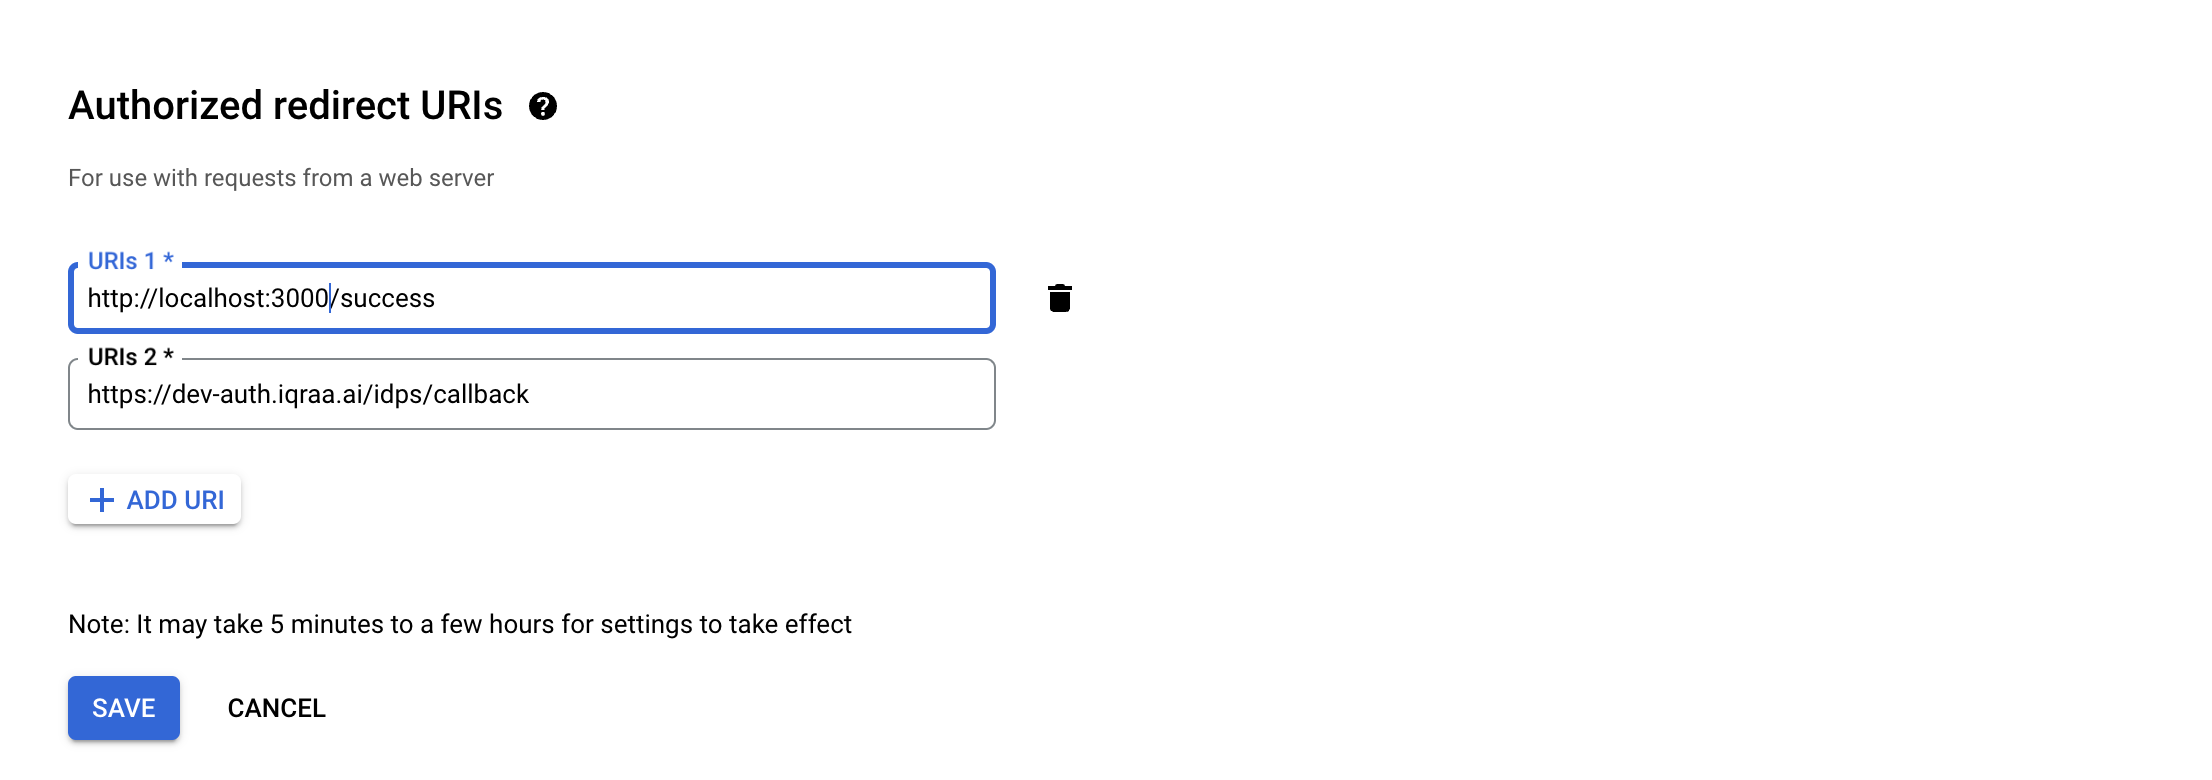 Authorized redirect URIs
For use with requests from a web server
URIs 1 *
http://localhost:3000/success
URIs 2 *
https://dev-auth.iqraa.ai/idps/callback
ADD URI
Note: It may take 5 minutes to a few hours for settings to take effect
SAVE CANCEL